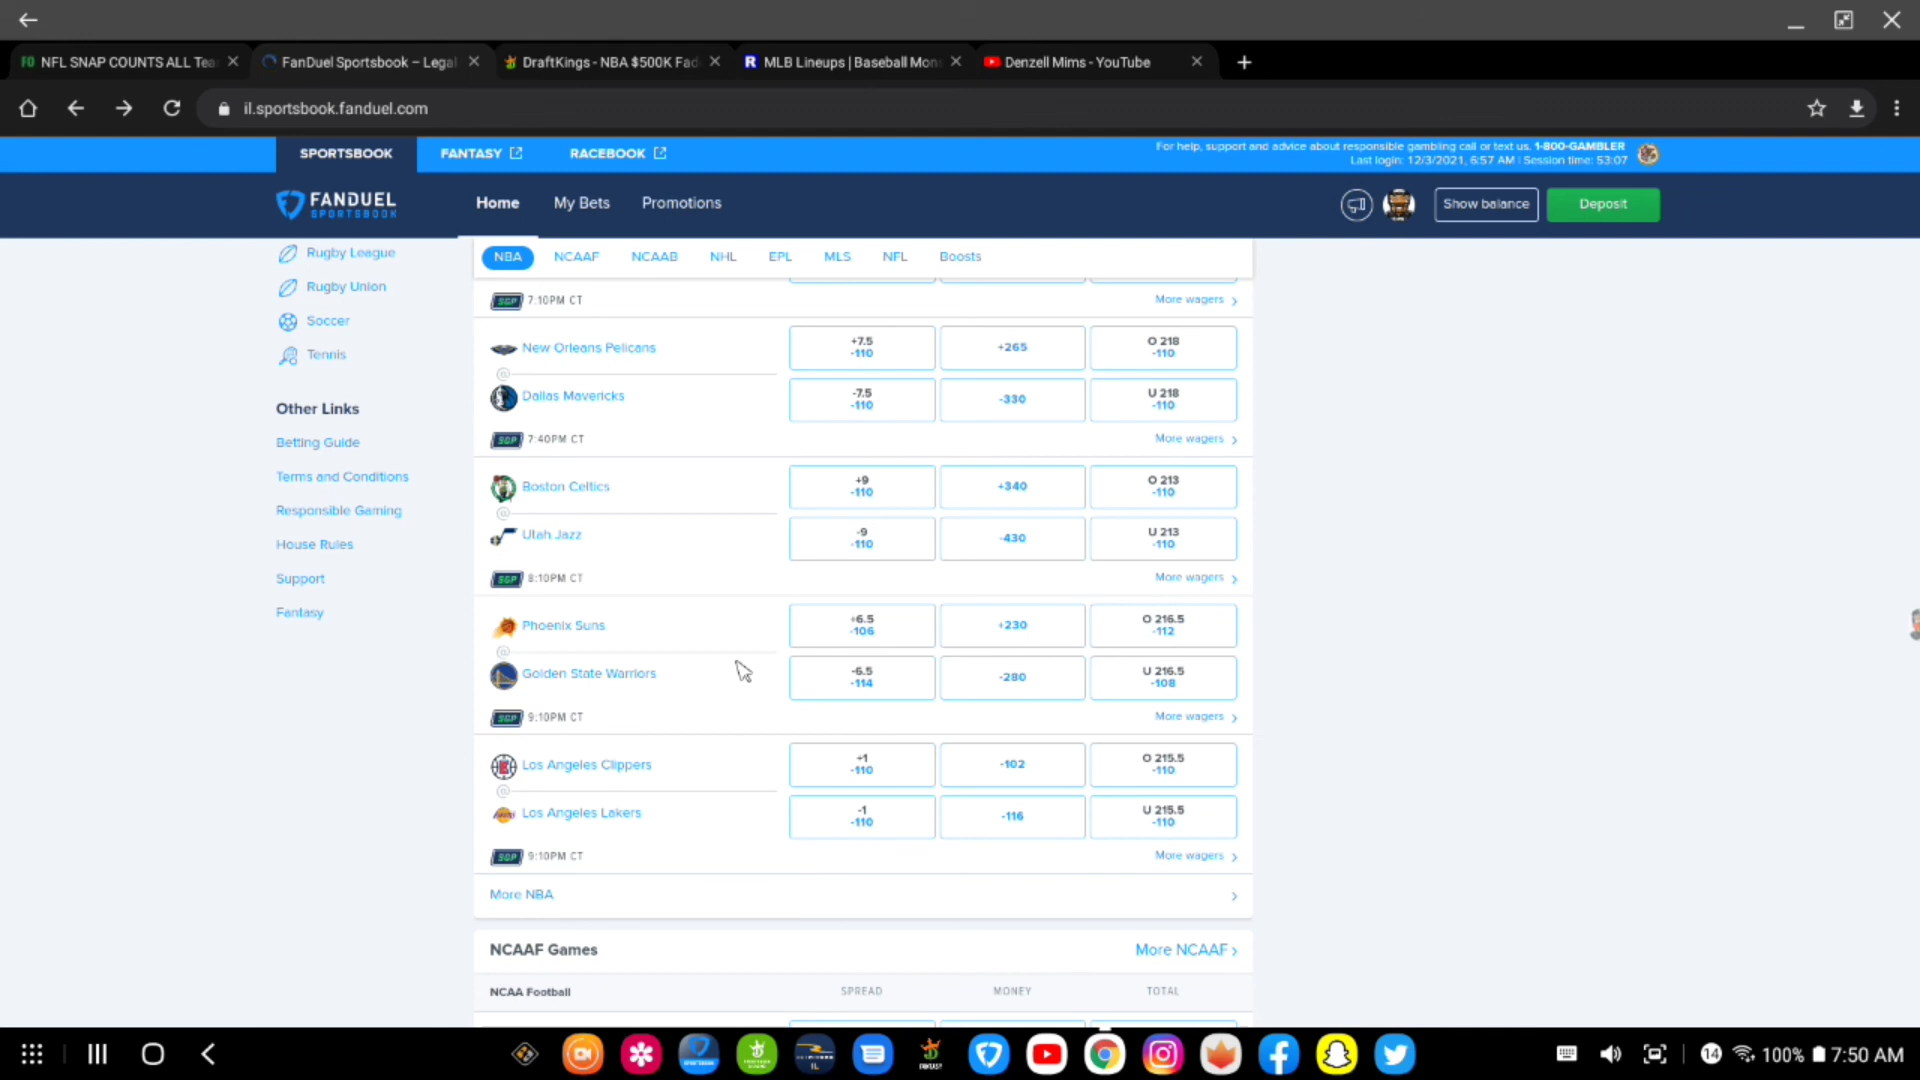 NFL SNAP COUNTS ALL Tea
FanDuel Sportsbook – Legal
DraftKings - NBA $500K Fad
MLB Lineups | Baseball Mon
Denzell Mims - YouTube
il.sportsbook.fanduel.com
SPORTSBOOK
FANTASY
RACEBOOK
For help, support and advice about responsible gambling call or text us. 1-800-GAMBLER
Last login: 12/3/2021, 6:57 AM | Session time: 53:07
FANDUEL
SPORTSBOOK
Home
My Bets
Promotions
Show balance
Deposit
Rugby League
Rugby Union
Soccer
Tennis
Other Links
Betting Guide
Terms and Conditions
Responsible Gaming
House Rules
Support
Fantasy
NBA
NCAAF
NCAAB
NHL
EPL
MLS
NFL
Boosts
SGP 7:10PM CT
More wagers
New Orleans Pelicans
+7.5
-110
+265
O 218
-110
@
Dallas Mavericks
-7.5
-110
-330
U 218
-110
SGP 7:40PM CT
More wagers
Boston Celtics
+9
-110
+340
O 213
-110
@
Utah Jazz
-9
-110
-430
U 213
-110
SGP 8:10PM CT
More wagers
Phoenix Suns
+6.5
-106
+230
O 216.5
-112
@
Golden State Warriors
-6.5
-114
-280
U 216.5
-108
SGP 9:10PM CT
More wagers
Los Angeles Clippers
+1
-110
-102
O 215.5
-110
@
Los Angeles Lakers
-1
-110
-116
U 215.5
-110
SGP 9:10PM CT
More wagers
More NBA
NCAAF Games
More NCAAF
NCAA Football
SPREAD
MONEY
TOTAL
14
100%
7:50 AM